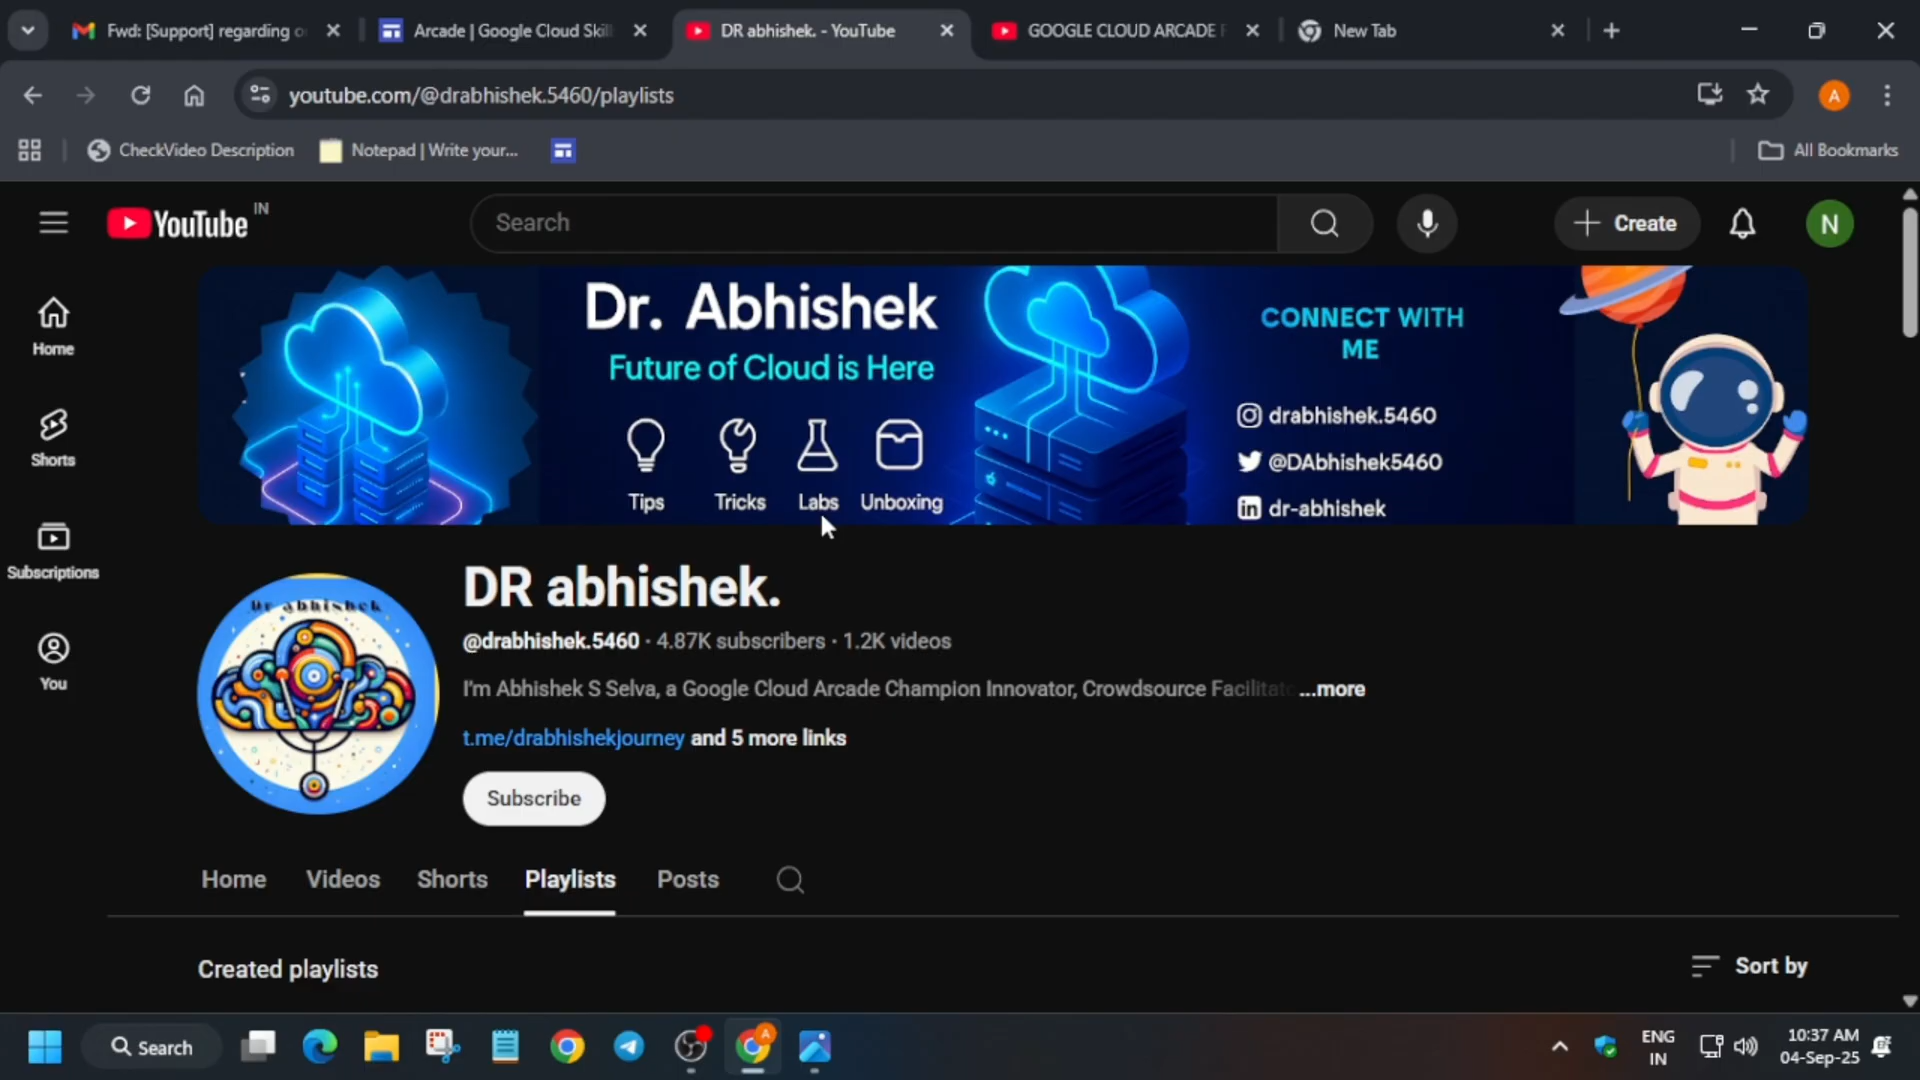 Fwd: [Support] regarding o
Arcade | Google Cloud Skil
DR abhishek. - YouTube
GOOGLE CLOUD ARCADE F
New Tab
youtube.com/@drabhishek.5460/playlists
A
CheckVideo Description
Notepad | Write your...
All Bookmarks
YouTube IN
Search
Create
N
Home
Shorts
Subscriptions
You
Dr. Abhishek
Future of Cloud is Here
Tips
Tricks
Labs
Unboxing
CONNECT WITH
ME
drabhishek.5460
@DAbhishek5460
dr-abhishek
Dr abhishek
DR abhishek.
@drabhishek.5460 · 4.87K subscribers · 1.2K videos
I'm Abhishek S Selva, a Google Cloud Arcade Champion Innovator, Crowdsource Facilitat ...more
t.me/drabhishekjourney and 5 more links
Subscribe
Home
Videos
Shorts
Playlists
Posts
Created playlists
Sort by
Search
A
ENG
IN
10:37 AM
04-Sep-25